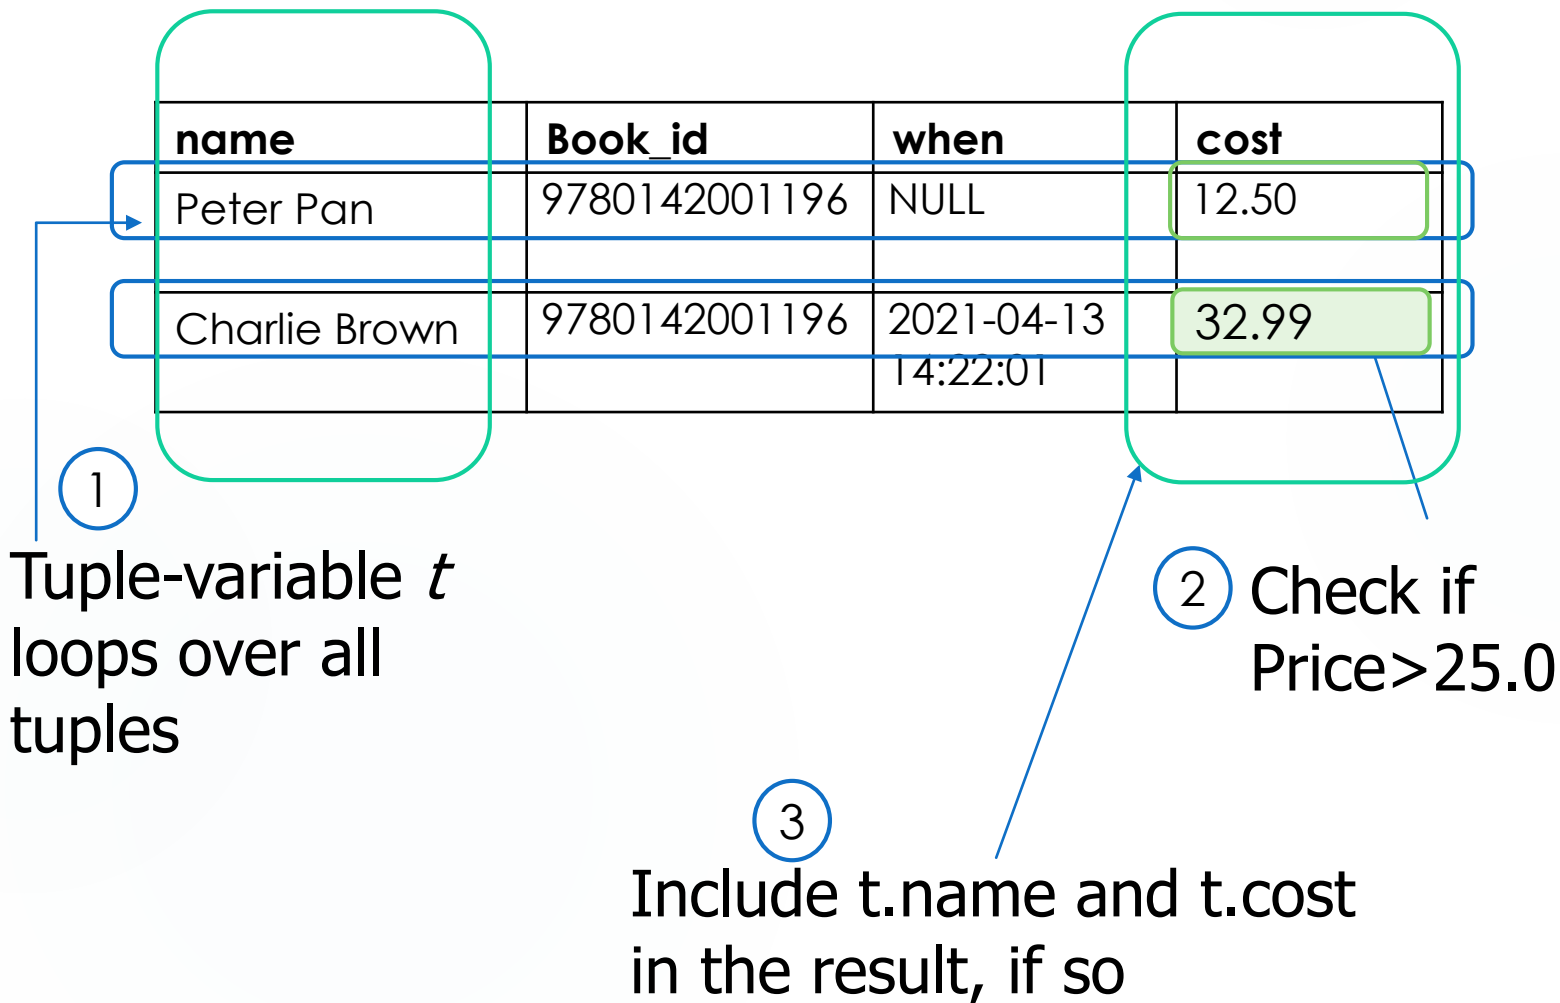 name Book_id when cost
Peter Pan 9780142001196 NULL 12.50
Charlie Brown 9780142001196 2021-04-13 32.99
14:22:01
1
Tuple-variable t
loops over all
tuples
2 Check if
Price>25.0
3
Include t.name and t.cost
in the result, if so